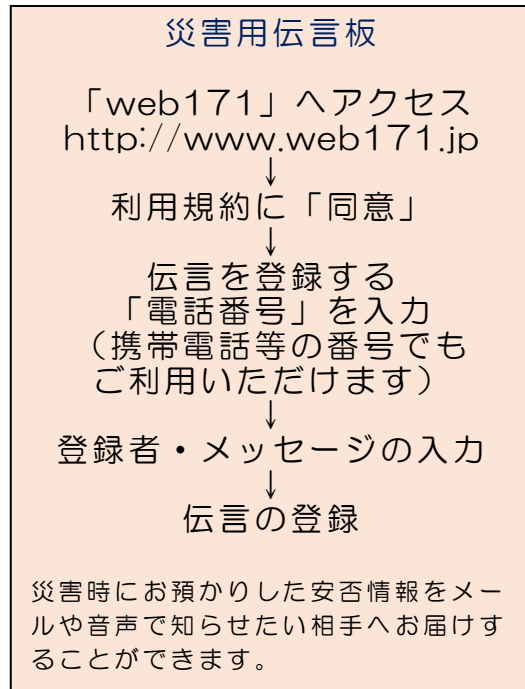 災害用伝言板
「web171」へアクセス
http://www.web171.jp
↓
利用規約に「同意」
↓
伝言を登録する
「電話番号」を入力
（携帯電話等の番号でも
ご利用いただけます）
↓
登録者・メッセージの入力
↓
伝言の登録
災害時にお預かりした安否情報をメー
ルや音声で知らせたい相手へお届けす
ることができます。